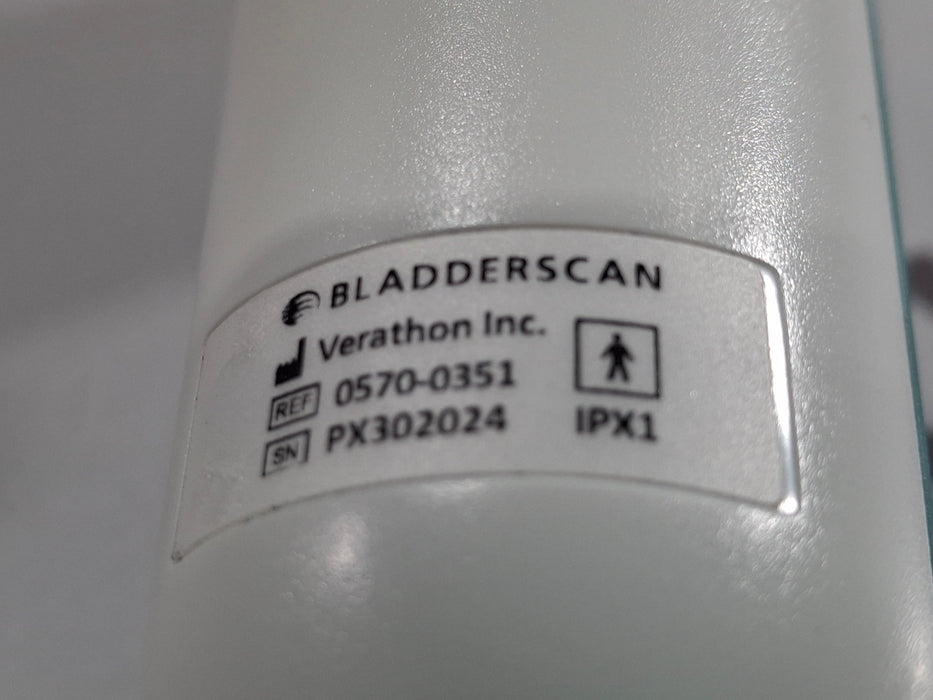 BLADDERSCAN
Verathon Inc.
REF 0570-0351
SN PX302024
IPX1